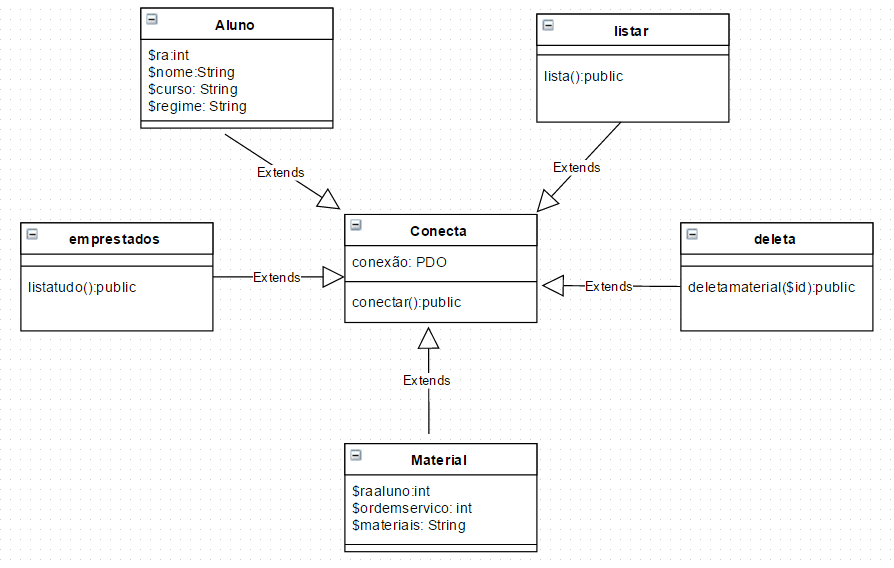 Aluno
$ra:int
$nome:String
$curso: String
$regime: String
listar
lista():public
Extends
Extends
emprestados
listatudo():public
Extends
Conecta
conexão: PDO
conectar():public
Extends
deleta
deletamaterial($id):public
Extends
Material
$raaluno:int
$ordemservico: int
$materiais: String